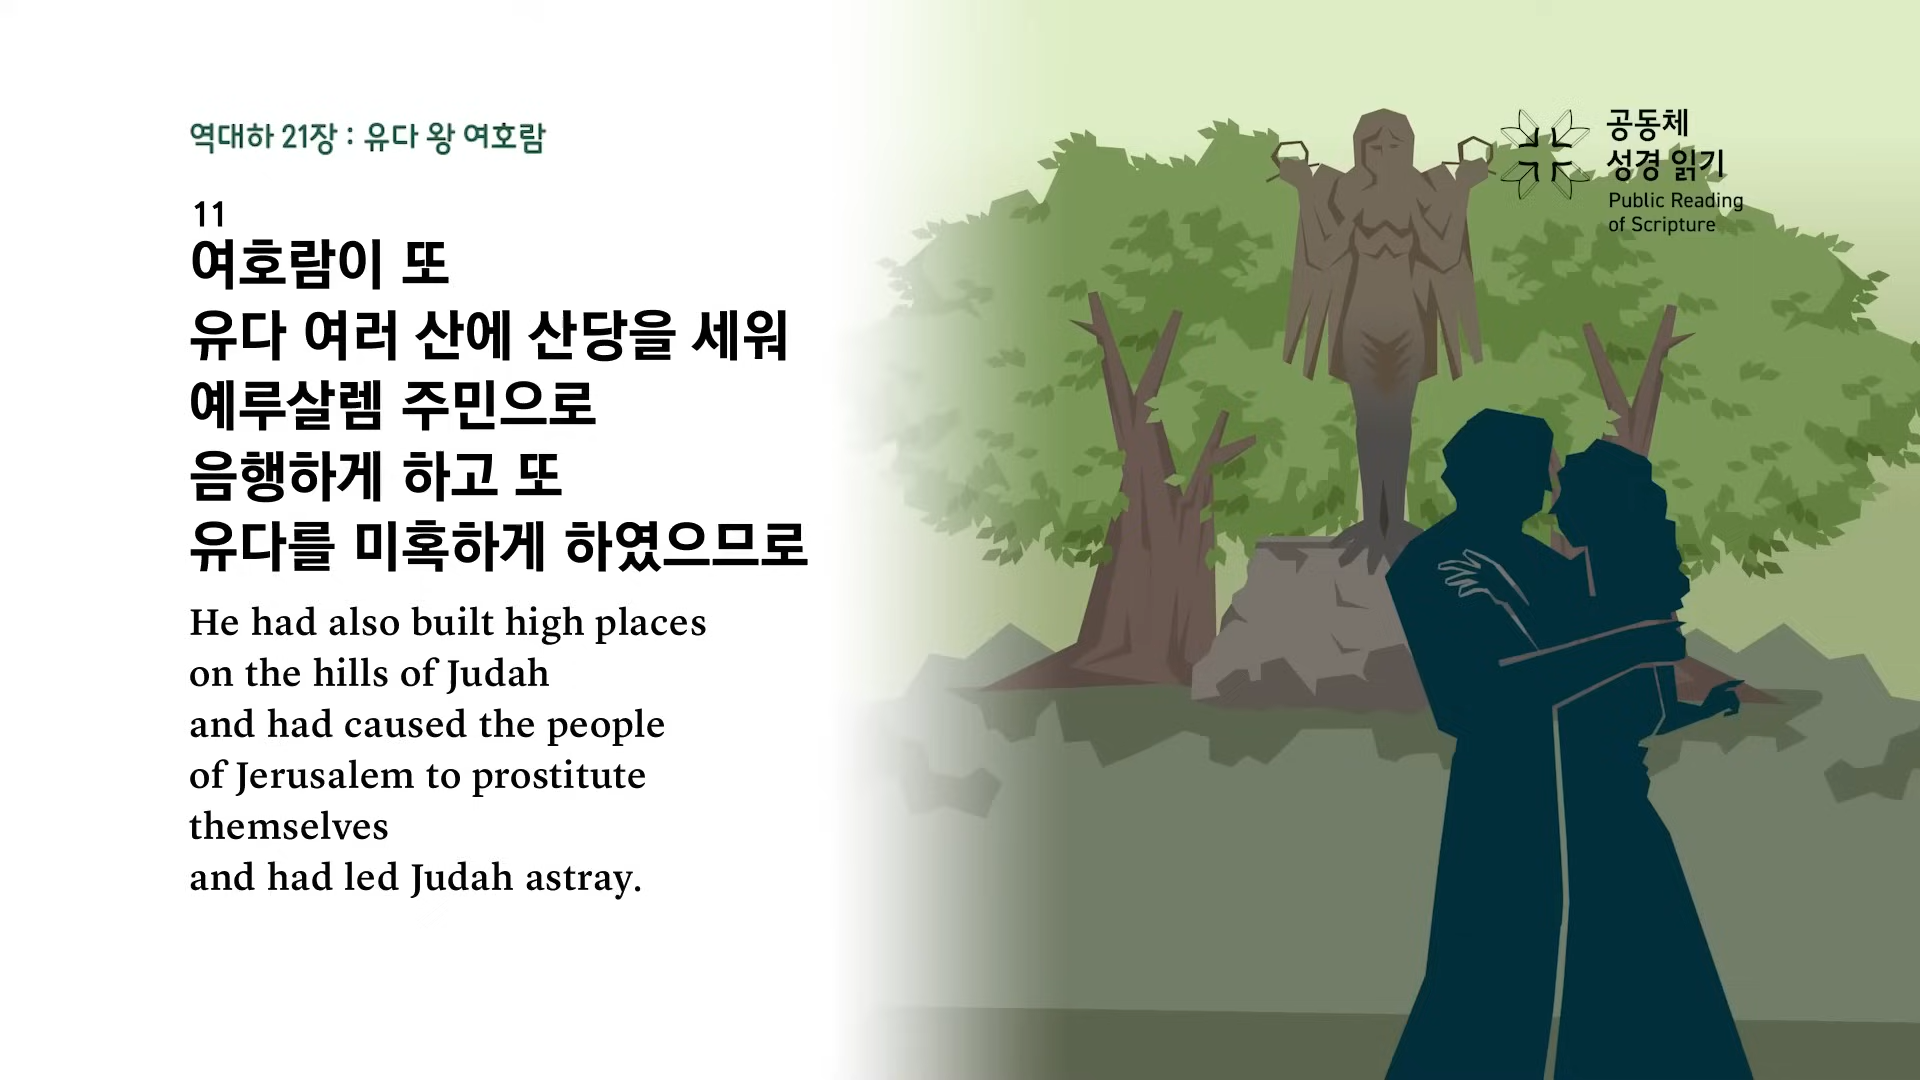 역대하 21장 : 유다 왕 여호람
11
여호람이 또
유다 여러 산에 산당을 세워
예루살렘 주민으로
음행하게 하고 또
유다를 미혹하게 하였으므로
He had also built high places
on the hills of Judah
and had caused the people
of Jerusalem to prostitute
themselves
and had led Judah astray.
공동체
성경 읽기
Public Reading
of Scripture